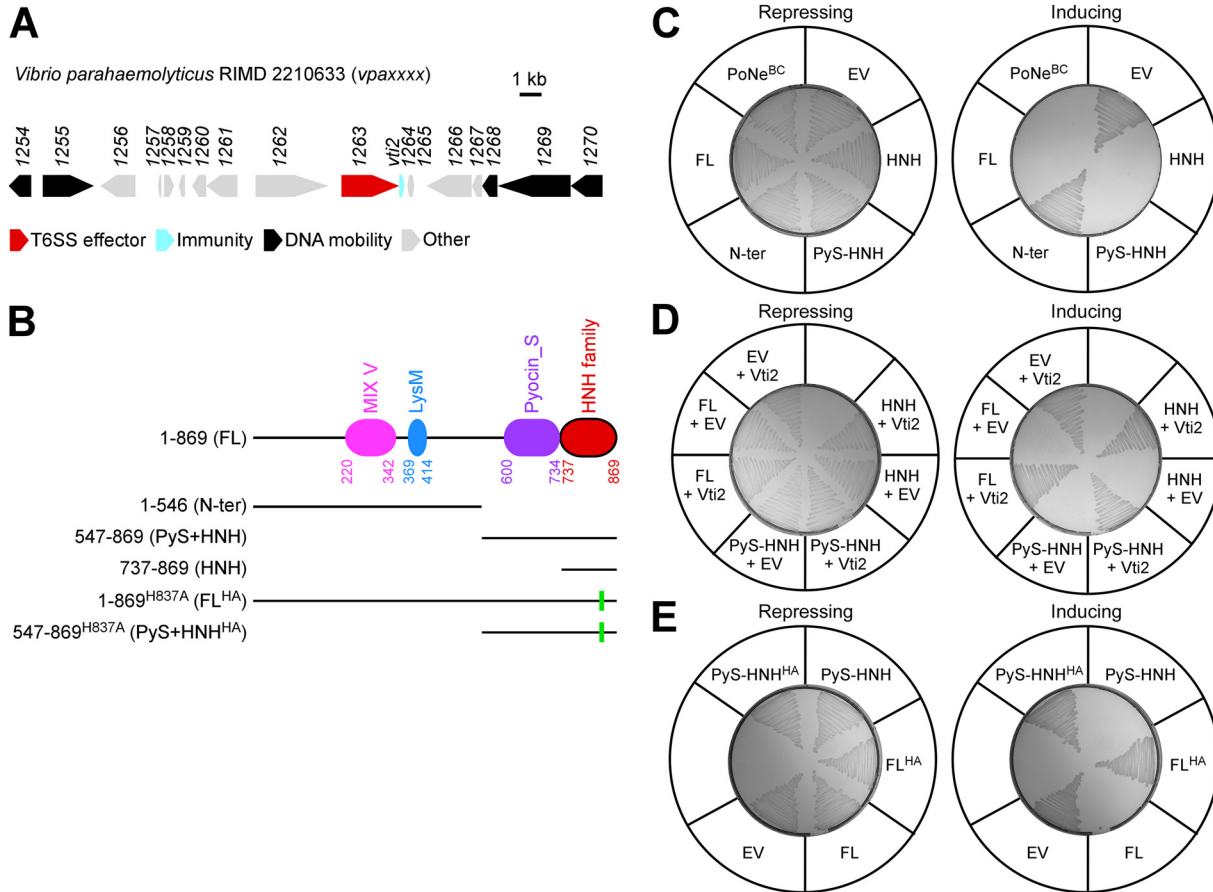 A
Vibrio parahaemolyticus RIMD 2210633 (vpaxxxx)
1 kb
1254 1255 1256 1257 1258 1259 1260 1261 1262 1263 vti2 1264 1265 1266 1267 1268 1269 1270
T6SS effector Immunity DNA mobility Other
B
MIX V LysM Pyocin_S HNH family
1-869 (FL)
220 342 369 414 600 734 737 869
1-546 (N-ter)
547-869 (PyS+HNH)
737-869 (HNH)
1-869H837A (FLHA)
547-869H837A (PyS+HNHHA)
C
Repressing
PoNeBC EV
FL HNH
N-ter PyS-HNH
Inducing
PoNeBC EV
FL HNH
N-ter PyS-HNH
D
Repressing
EV
+ Vti2
FL
+ EV
HNH
+ Vti2
FL
+ Vti2
HNH
+ EV
PyS-HNH
+ EV
PyS-HNH
+ Vti2
Inducing
EV
+ Vti2
FL
+ EV
HNH
+ Vti2
FL
+ Vti2
HNH
+ EV
PyS-HNH
+ EV
PyS-HNH
+ Vti2
E
Repressing
PyS-HNHHA PyS-HNH
FLHA
EV FL
Inducing
PyS-HNHHA PyS-HNH
FLHA
EV FL